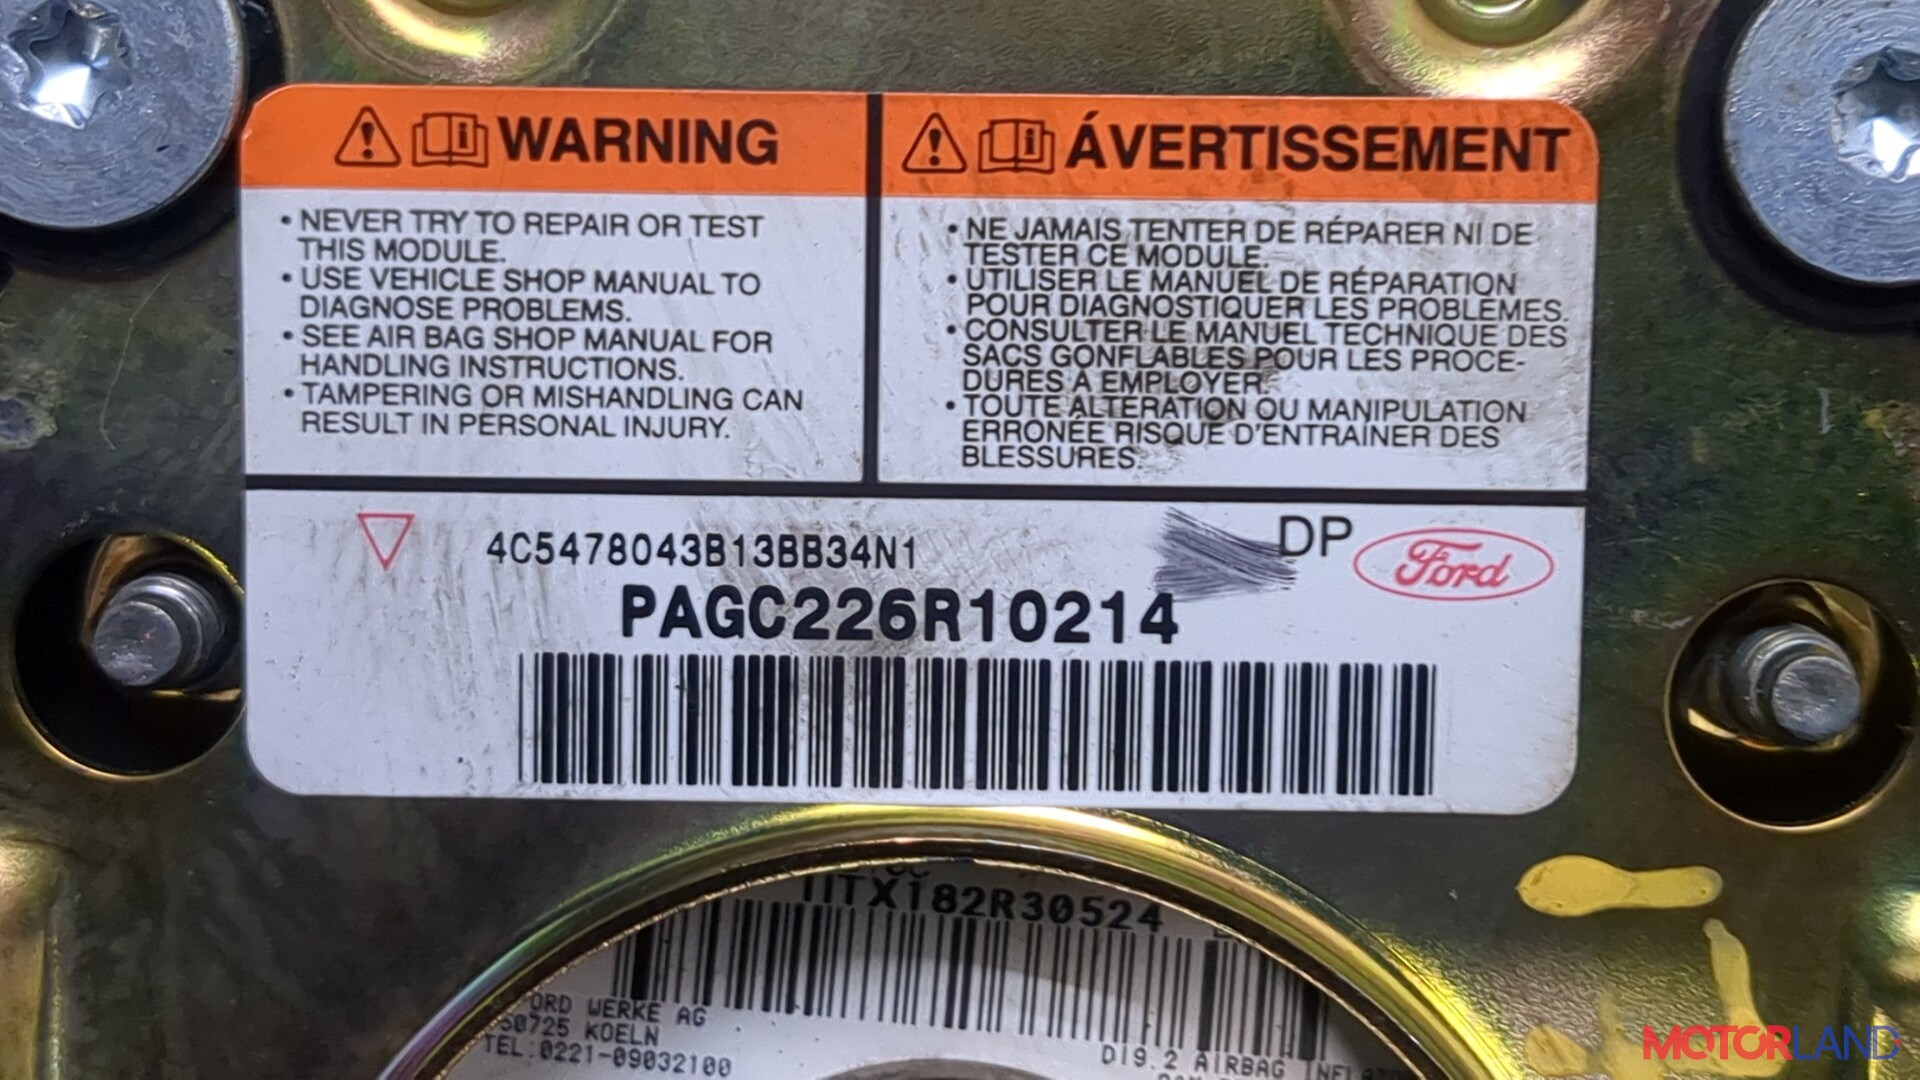 WARNING
• NEVER TRY TO REPAIR OR TEST
THIS MODULE.
• USE VEHICLE SHOP MANUAL TO
DIAGNOSE PROBLEMS.
• SEE AIR BAG SHOP MANUAL FOR
HANDLING INSTRUCTIONS.
• TAMPERING OR MISHANDLING CAN
RESULT IN PERSONAL INJURY.
ÁVERTISSEMENT
• NE JAMAIS TENTER DE RÉPARER NI DE
TESTER CE MODULE.
• UTILISER LE MANUEL DE RÉPARATION
POUR DIAGNOSTIQUER LES PROBLEMES.
• CONSULTER LE MANUEL TECHNIQUE DES
SACS GONFLABLES POUR LES PROCE-
DURES A EMPLOYER.
• TOUTE ALTERATION OU MANIPULATION
ERRONÉE RISQUE D'ENTRAINER DES
BLESSURES.
4C5478043B13BB34N1
DP
Ford
PAGC226R10214
TX182R30524
WERKE AG
50725 KOELN
TEL:0221-09032100
DI9.2 AIRBAG
MOTORLAND